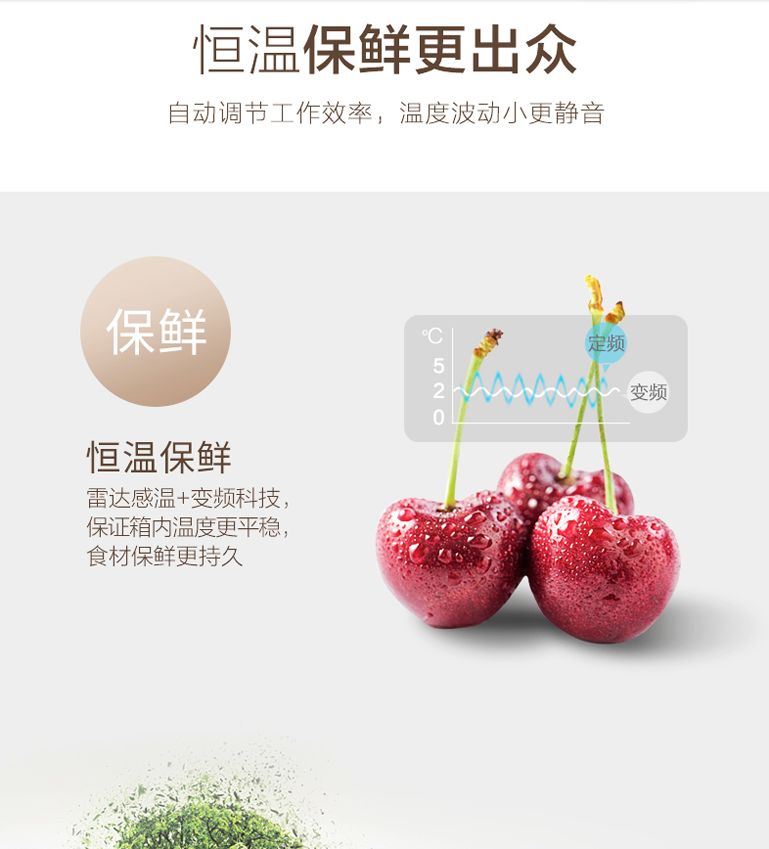 恒温保鲜更出众
自动调节工作效率，温度波动小更静音
保鲜
℃
5
2
0
定频
变频
恒温保鲜
雷达感温+变频科技，
保证箱内温度更平稳，
食材保鲜更持久